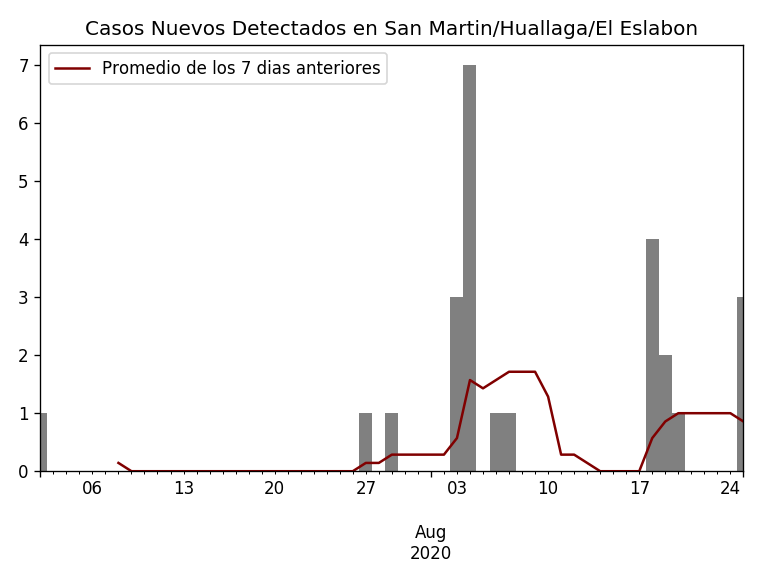 Casos Nuevos Detectados en San Martin/Huallaga/El Eslabon
Promedio de los 7 dias anteriores
7
6
5
4
3
2
1
0
06 13 20 27 03 10 17 24
Aug
2020